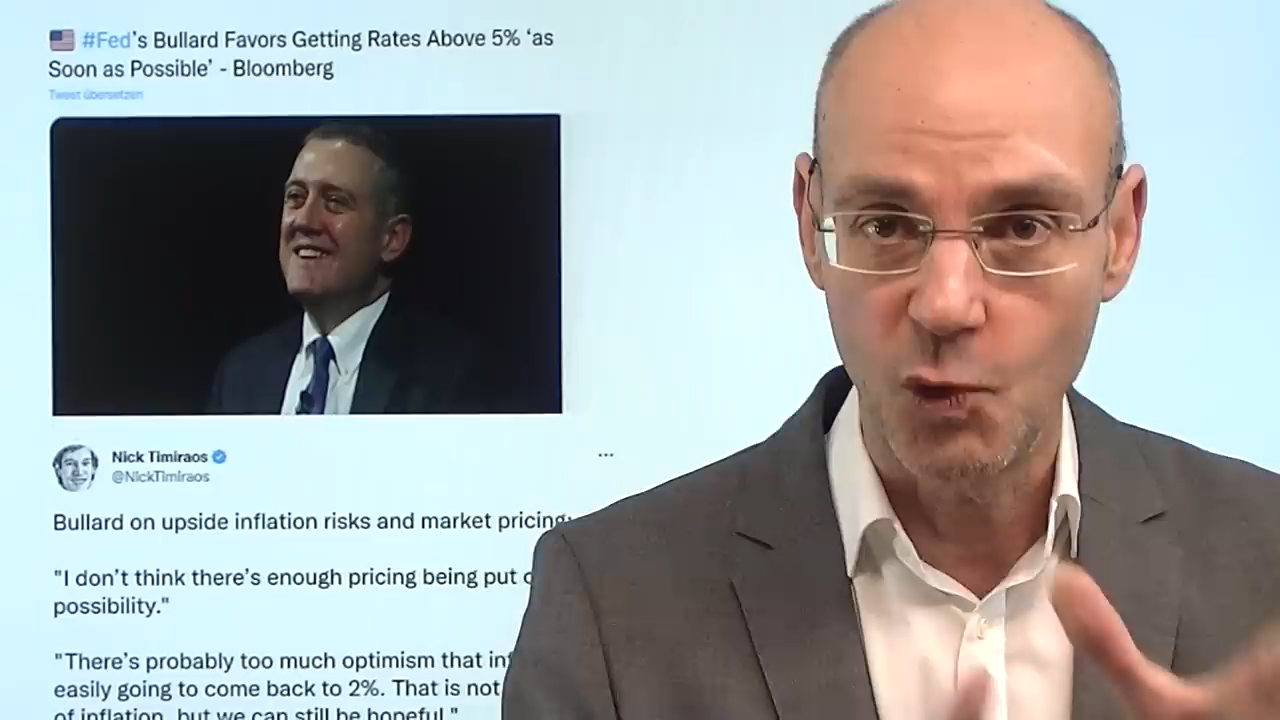 #Fed's Bullard Favors Getting Rates Above 5% ‘as
Soon as Possible’ - Bloomberg
Tweet übersetzen
Nick Timiraos
@NickTimiraos
Bullard on upside inflation risks and market pricing:
"I don’t think there’s enough pricing being put
possibility."
"There’s probably too much optimism that
easily going to come back to 2%. That is not
of inflation, but we can still be hopeful."